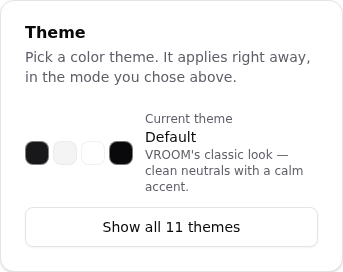 Theme
Pick a color theme. It applies right away,
in the mode you chose above.
Current theme
Default
VROOM's classic look —
clean neutrals with a calm
accent.
Show all 11 themes